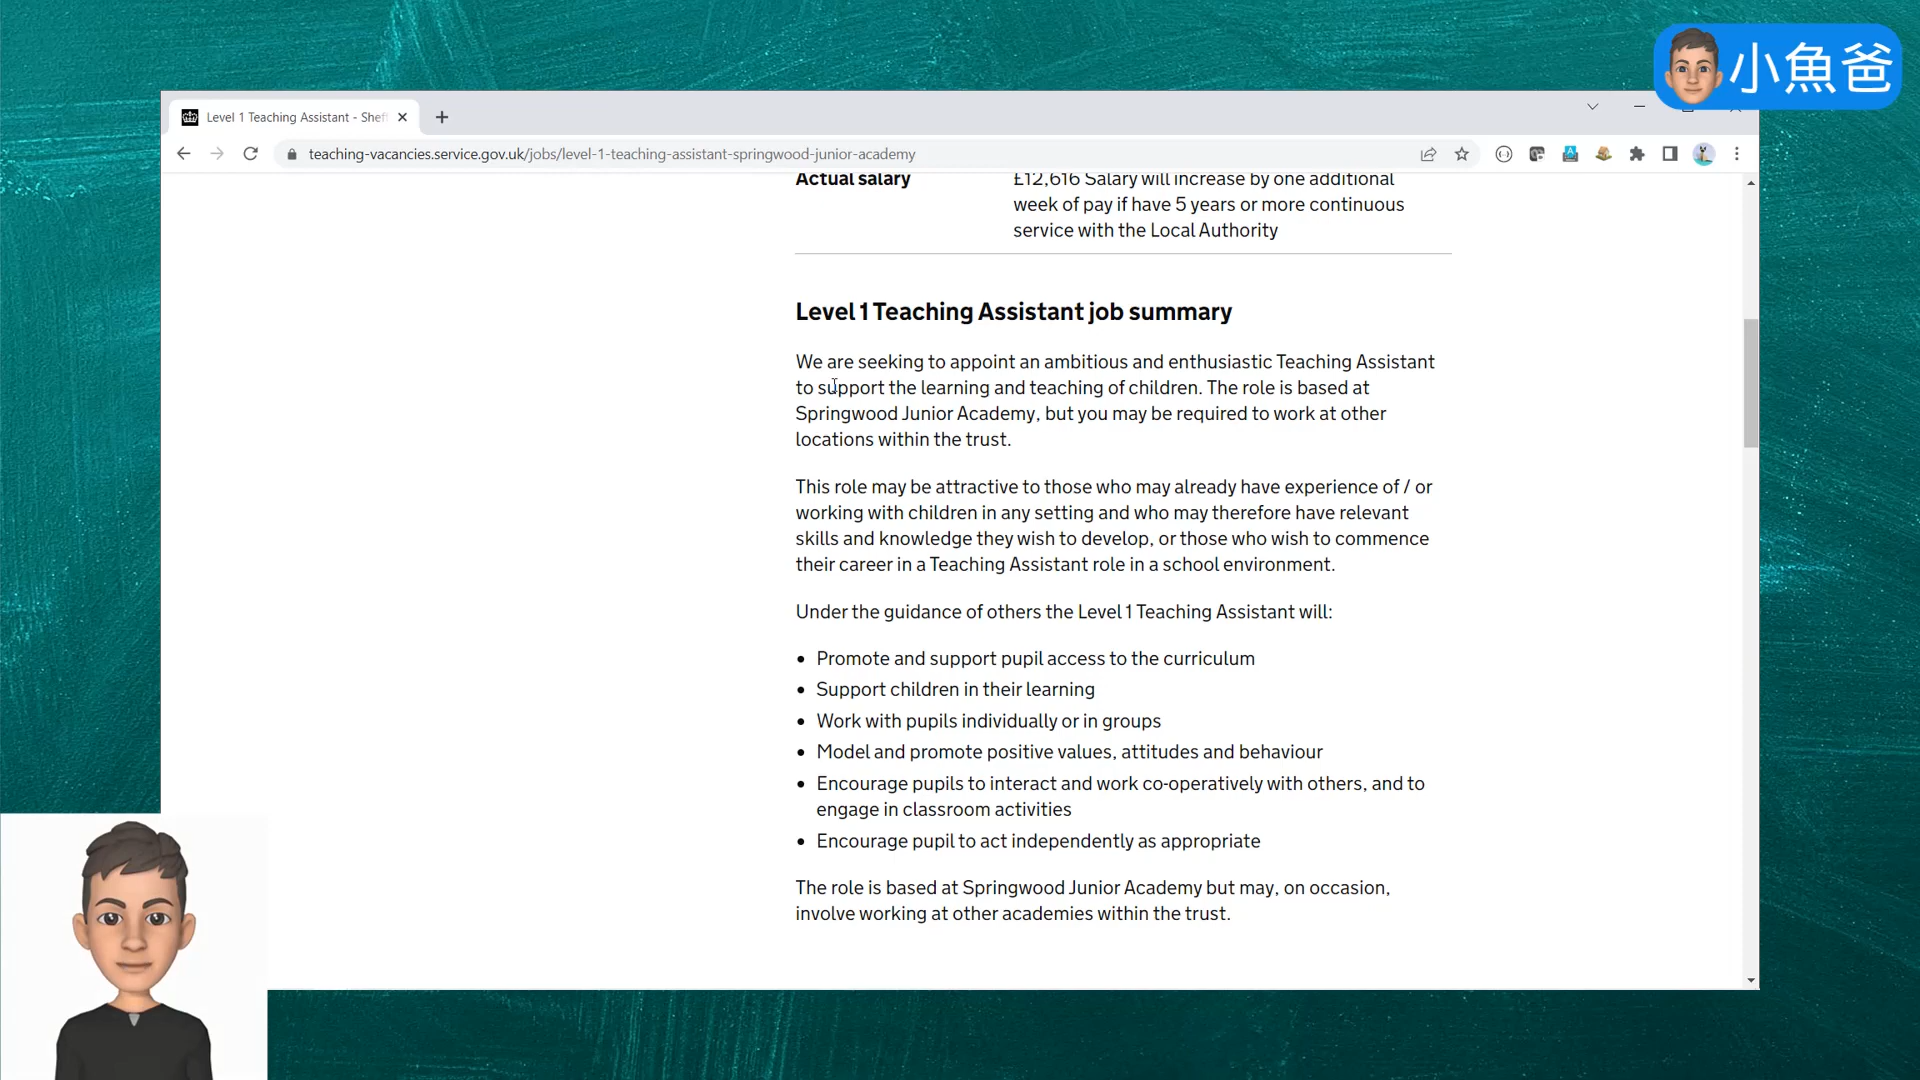 小魚爸
Level 1 Teaching Assistant - Shef
teaching-vacancies.service.gov.uk/jobs/level-1-teaching-assistant-springwood-junior-academy
Actual salary
£12,616 Salary will increase by one additional
week of pay if have 5 years or more continuous
service with the Local Authority
Level 1 Teaching Assistant job summary
We are seeking to appoint an ambitious and enthusiastic Teaching Assistant
to support the learning and teaching of children. The role is based at
Springwood Junior Academy, but you may be required to work at other
locations within the trust.
This role may be attractive to those who may already have experience of / or
working with children in any setting and who may therefore have relevant
skills and knowledge they wish to develop, or those who wish to commence
their career in a Teaching Assistant role in a school environment.
Under the guidance of others the Level 1 Teaching Assistant will:
• Promote and support pupil access to the curriculum
• Support children in their learning
• Work with pupils individually or in groups
• Model and promote positive values, attitudes and behaviour
• Encourage pupils to interact and work co-operatively with others, and to
engage in classroom activities
• Encourage pupil to act independently as appropriate
The role is based at Springwood Junior Academy but may, on occasion,
involve working at other academies within the trust.